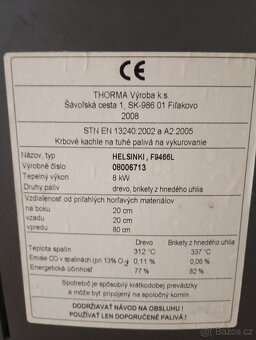 CE
THORMA Výroba k.s.
Šávoľská cesta 1, SK-986 01 Fiľakovo
2008
STN EN 13240:2002 a A2:2005
Krbové kachle na tuhé palivá na vykurovanie
Názov, typ HELSINKI , F9466L
Výrobné číslo 08006713
Tepelný výkon 8 kW
Druhy palív drevo, brikety z hnedého uhlia
Vzdialenosť od priľahlých horľavých materiálov
na boku 20 cm
vzadu 20 cm
vpredu 80 cm
Drevo Brikety z hnedého uhlia
Teplota spalín 312 °C 337 °C
Emisie CO v spalinách (pri 13% O 0,11 % 0,06 %
Energetická účinnosť 77 % 82 %
Spotrebič je spôsobilý krátkodobej prevádzky
a môže byť pripojený na spoločný komín
DODRŽIAVAŤ NÁVOD NA OBSLUHU !
POUŽÍVAŤ LEN DOPORUČENÉ PALIVÁ !
Bazoš.cz